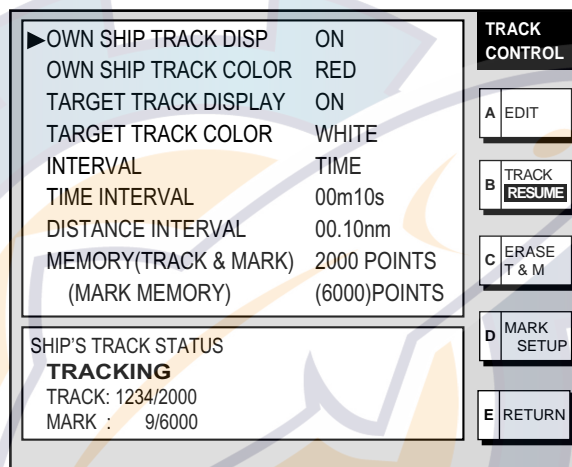 ▶OWN SHIP TRACK DISP ON
OWN SHIP TRACK COLOR RED
TARGET TRACK DISPLAY ON
TARGET TRACK COLOR WHITE
INTERVAL TIME
TIME INTERVAL 00m10s
DISTANCE INTERVAL 00.10nm
MEMORY(TRACK & MARK) 2000 POINTS
(MARK MEMORY) (6000)POINTS
SHIP'S TRACK STATUS
TRACKING
TRACK: 1234/2000
MARK : 9/6000
TRACK
CONTROL
A EDIT
B TRACK
RESUME
C ERASE
T & M
D MARK
SETUP
E RETURN